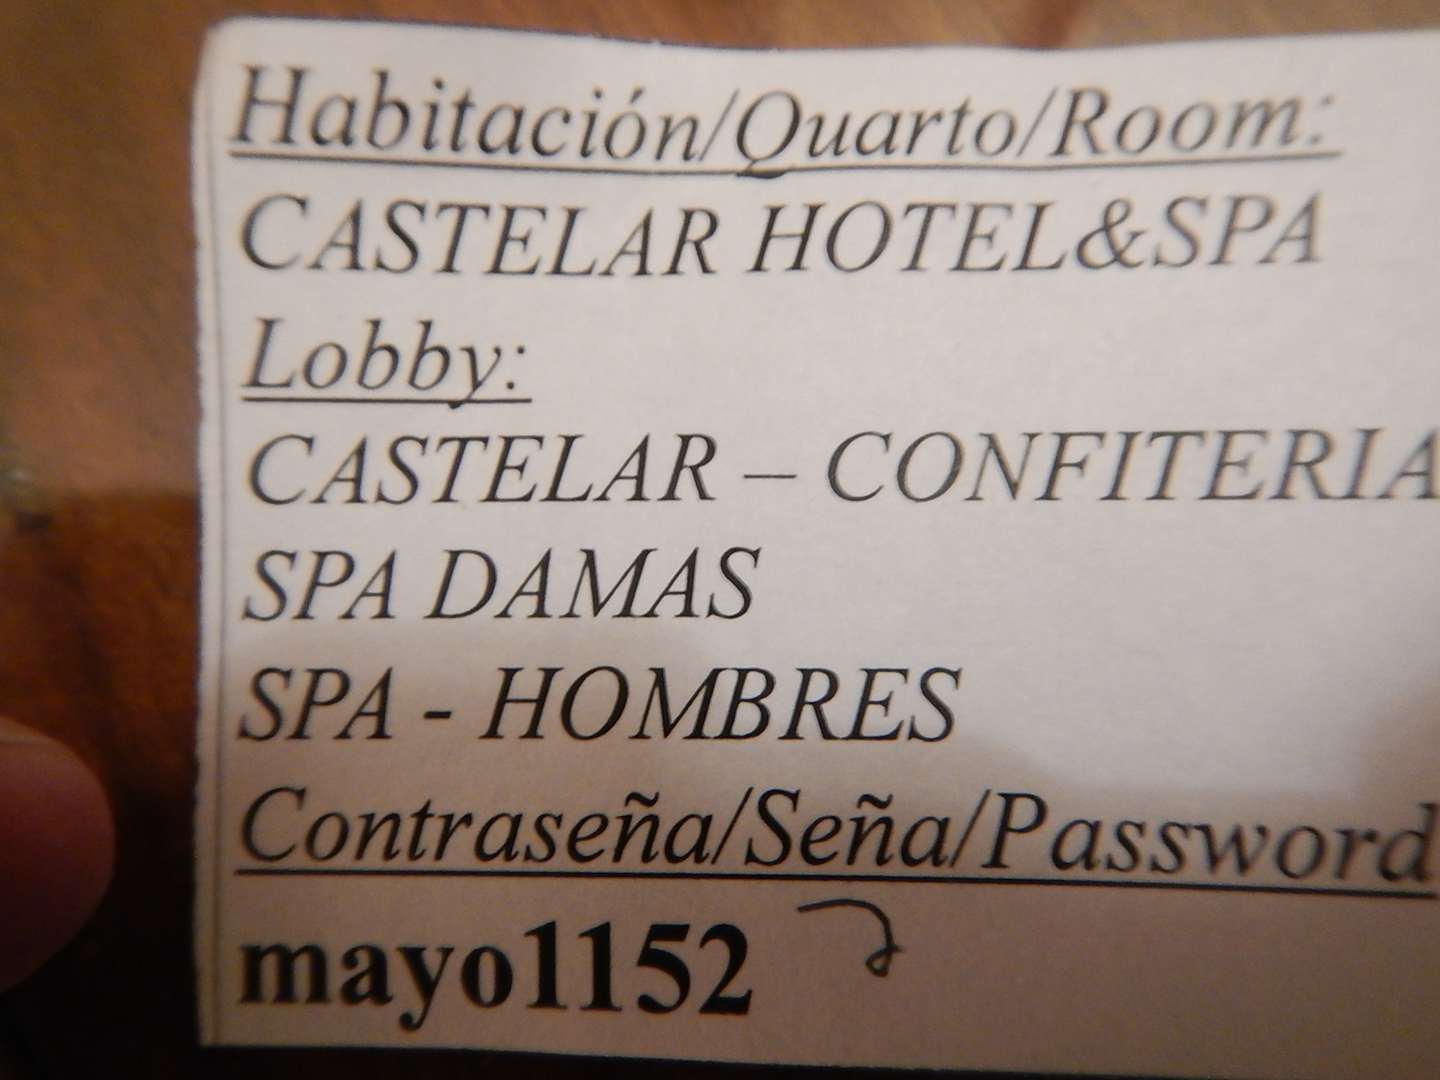 Habitación/Quarto/Room:
CASTELAR HOTEL&SPA
Lobby:
CASTELAR – CONFITERIA
SPA DAMAS
SPA - HOMBRES
Contraseña/Seña/Password
mayo1152